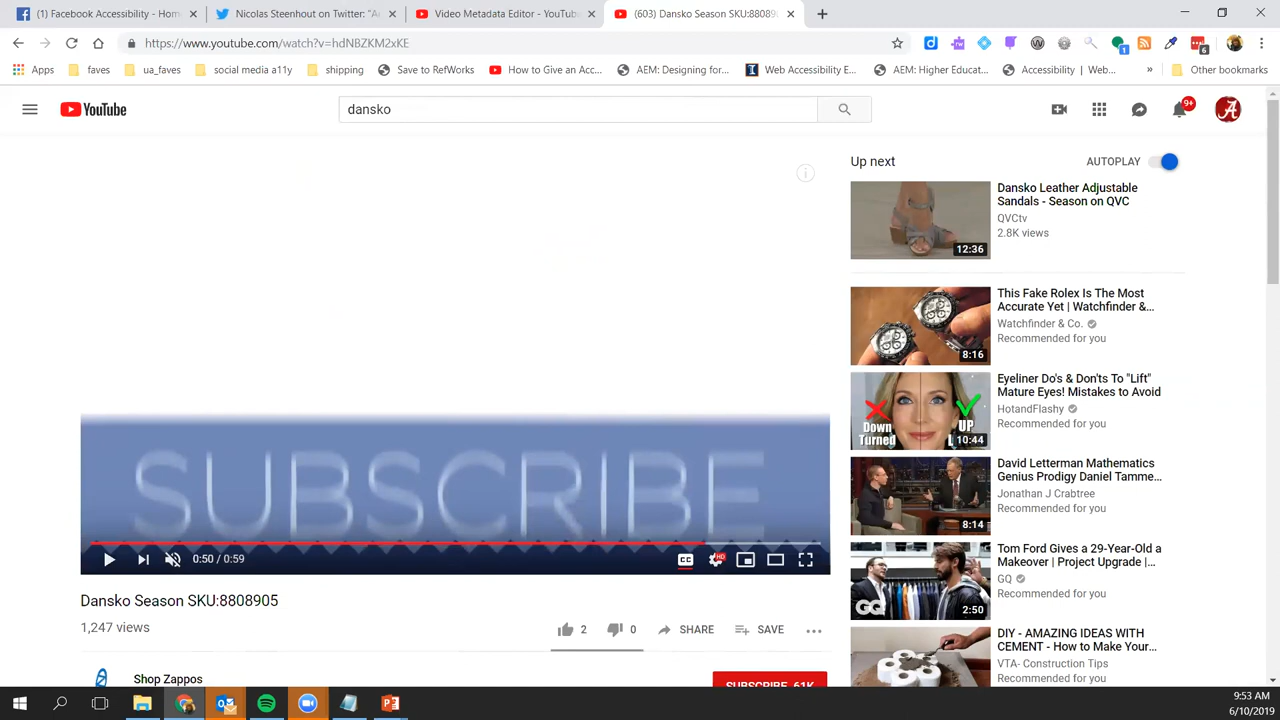 (1) Facebook Accessibility - Hom
Nicolas Steenhout on Twitter: "Ac
Video Metadata Editor - YouTube
(603) Dansko Season SKU:88089
https://www.youtube.com/watch?v=hdNBZKM2xKE
1
6
Apps
faves
ua_faves
social media a11y
shipping
Save to RefWorks
How to Give an Acc...
AEM: Designing for...
Web Accessibility E...
AEM: Higher Educat...
Accessibility | Web...
»
Other bookmarks
YouTube
dansko
9+
Up next
AUTOPLAY
Dansko Leather Adjustable
Sandals - Season on QVC
QVCtv
2.8K views
12:36
This Fake Rolex Is The Most
Accurate Yet | Watchfinder &...
Watchfinder & Co.
Recommended for you
8:16
Eyeliner Do's & Don'ts To "Lift"
Mature Eyes! Mistakes to Avoid
HotandFlashy
Recommended for you
Down
Turned
UP
10:44
David Letterman Mathematics
Genius Prodigy Daniel Tamme...
Jonathan J Crabtree
Recommended for you
8:14
Tom Ford Gives a 29-Year-Old a
Makeover | Project Upgrade |...
GQ
Recommended for you
GQ
2:50
DIY - AMAZING IDEAS WITH
CEMENT - How to Make Your...
VTA- Construction Tips
Recommended for you
SUBSCRIBE
0:50 / 0:59
CC
HD
Dansko Season SKU:8808905
1,247 views
2
0
SHARE
SAVE
Shop Zappos
SUBSCRIBE 61K
9:53 AM
6/10/2019